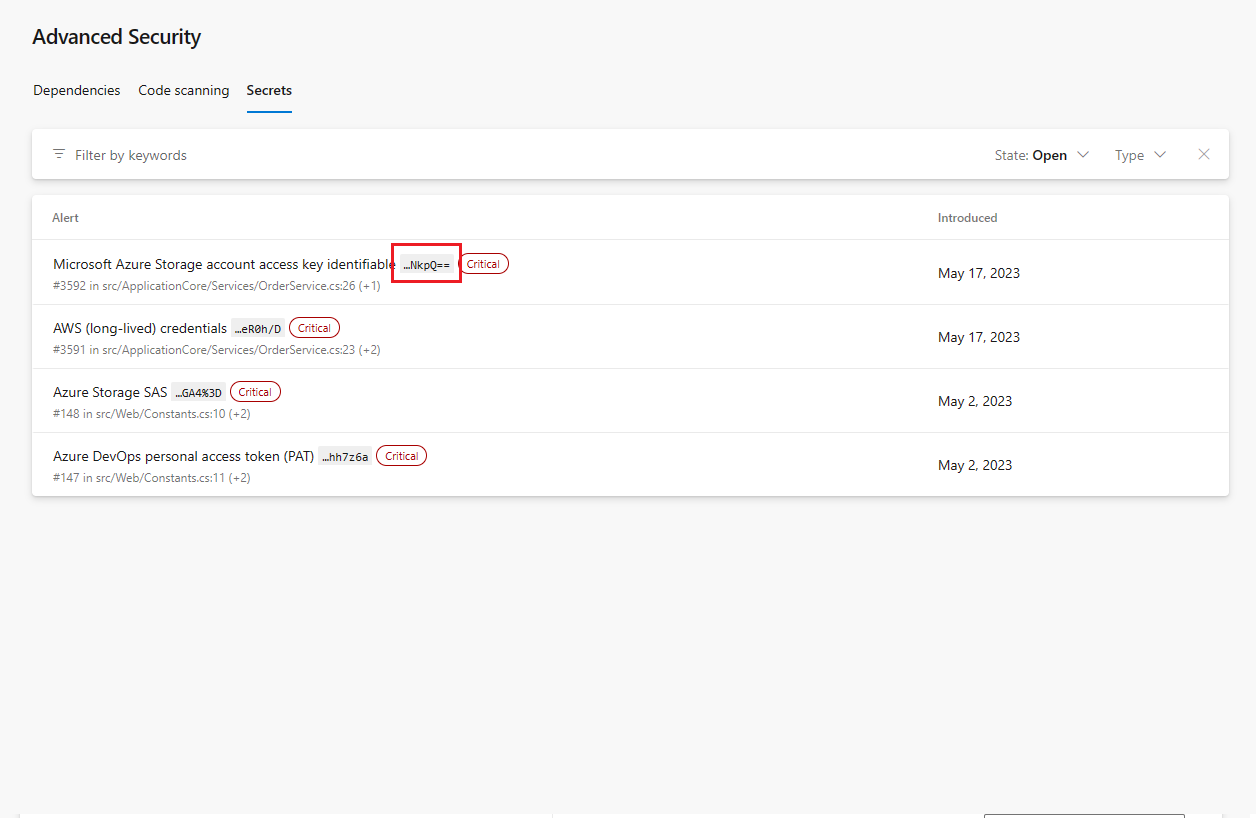 Advanced Security
Dependencies Code scanning Secrets
Filter by keywords State: Open Type
Alert Introduced
Microsoft Azure Storage account access key identifiable …NkpQ== Critical
#3592 in src/ApplicationCore/Services/OrderService.cs:26 (+1)
May 17, 2023
AWS (long-lived) credentials …eR0h/D Critical
#3591 in src/ApplicationCore/Services/OrderService.cs:23 (+2)
May 17, 2023
Azure Storage SAS …GA4%3D Critical
#148 in src/Web/Constants.cs:10 (+2)
May 2, 2023
Azure DevOps personal access token (PAT) …hh7z6a Critical
#147 in src/Web/Constants.cs:11 (+2)
May 2, 2023